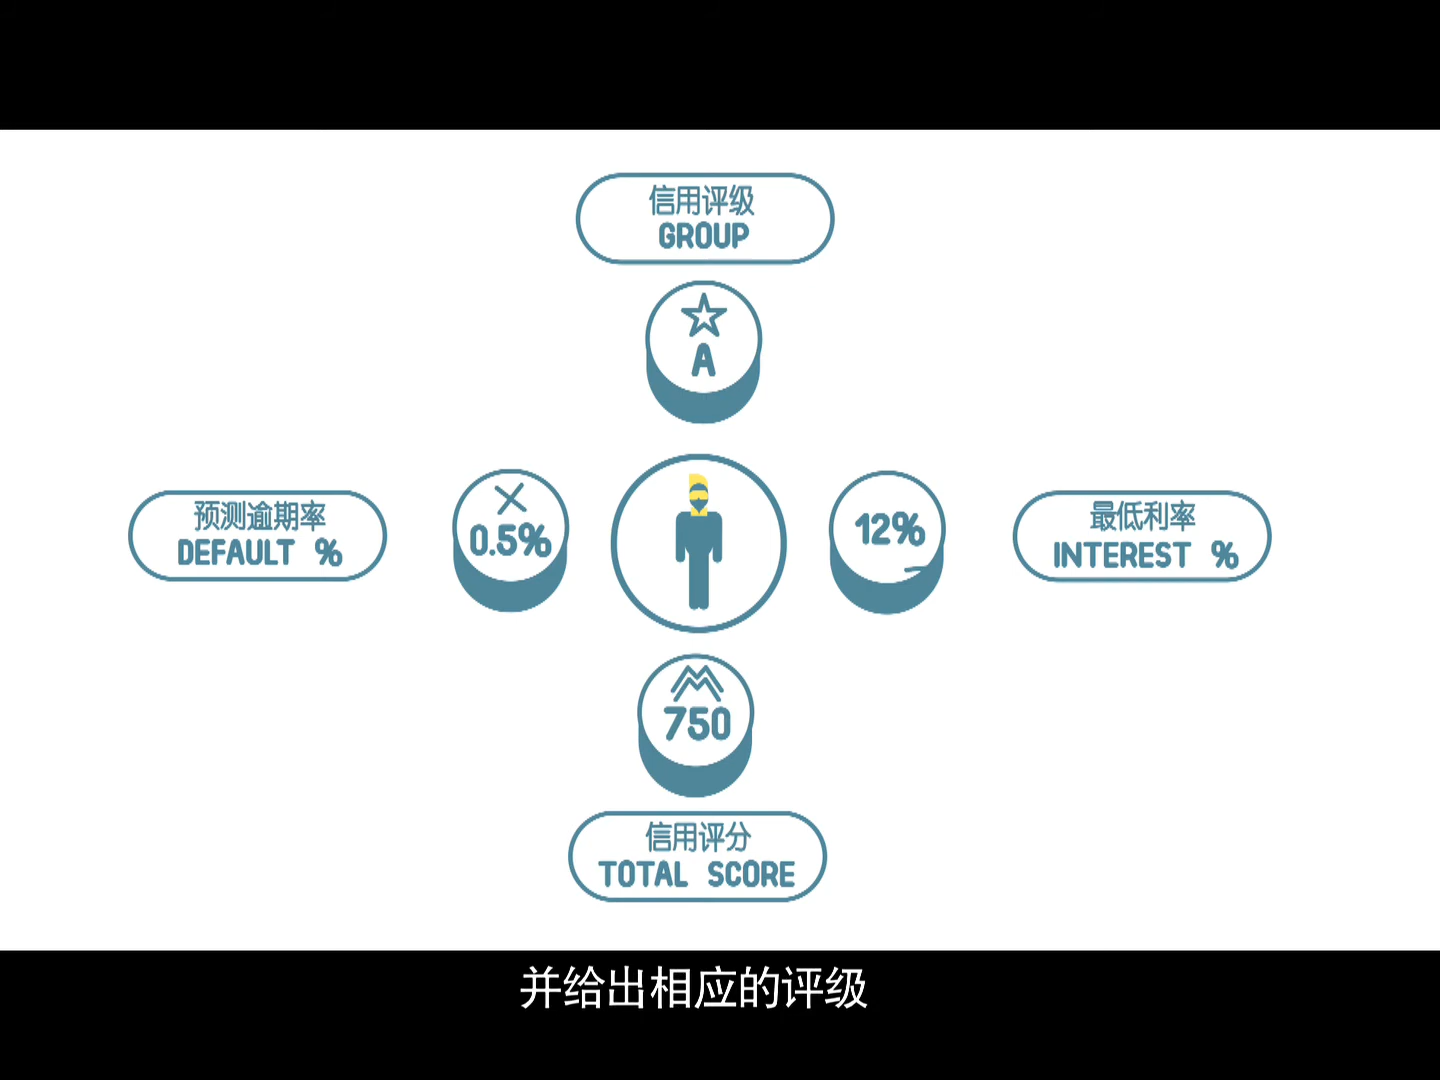 信用评级
GROUP
A
预测逾期率
DEFAULT %
0.5%
12%
最低利率
INTEREST %
750
信用评分
TOTAL SCORE
并给出相应的评级